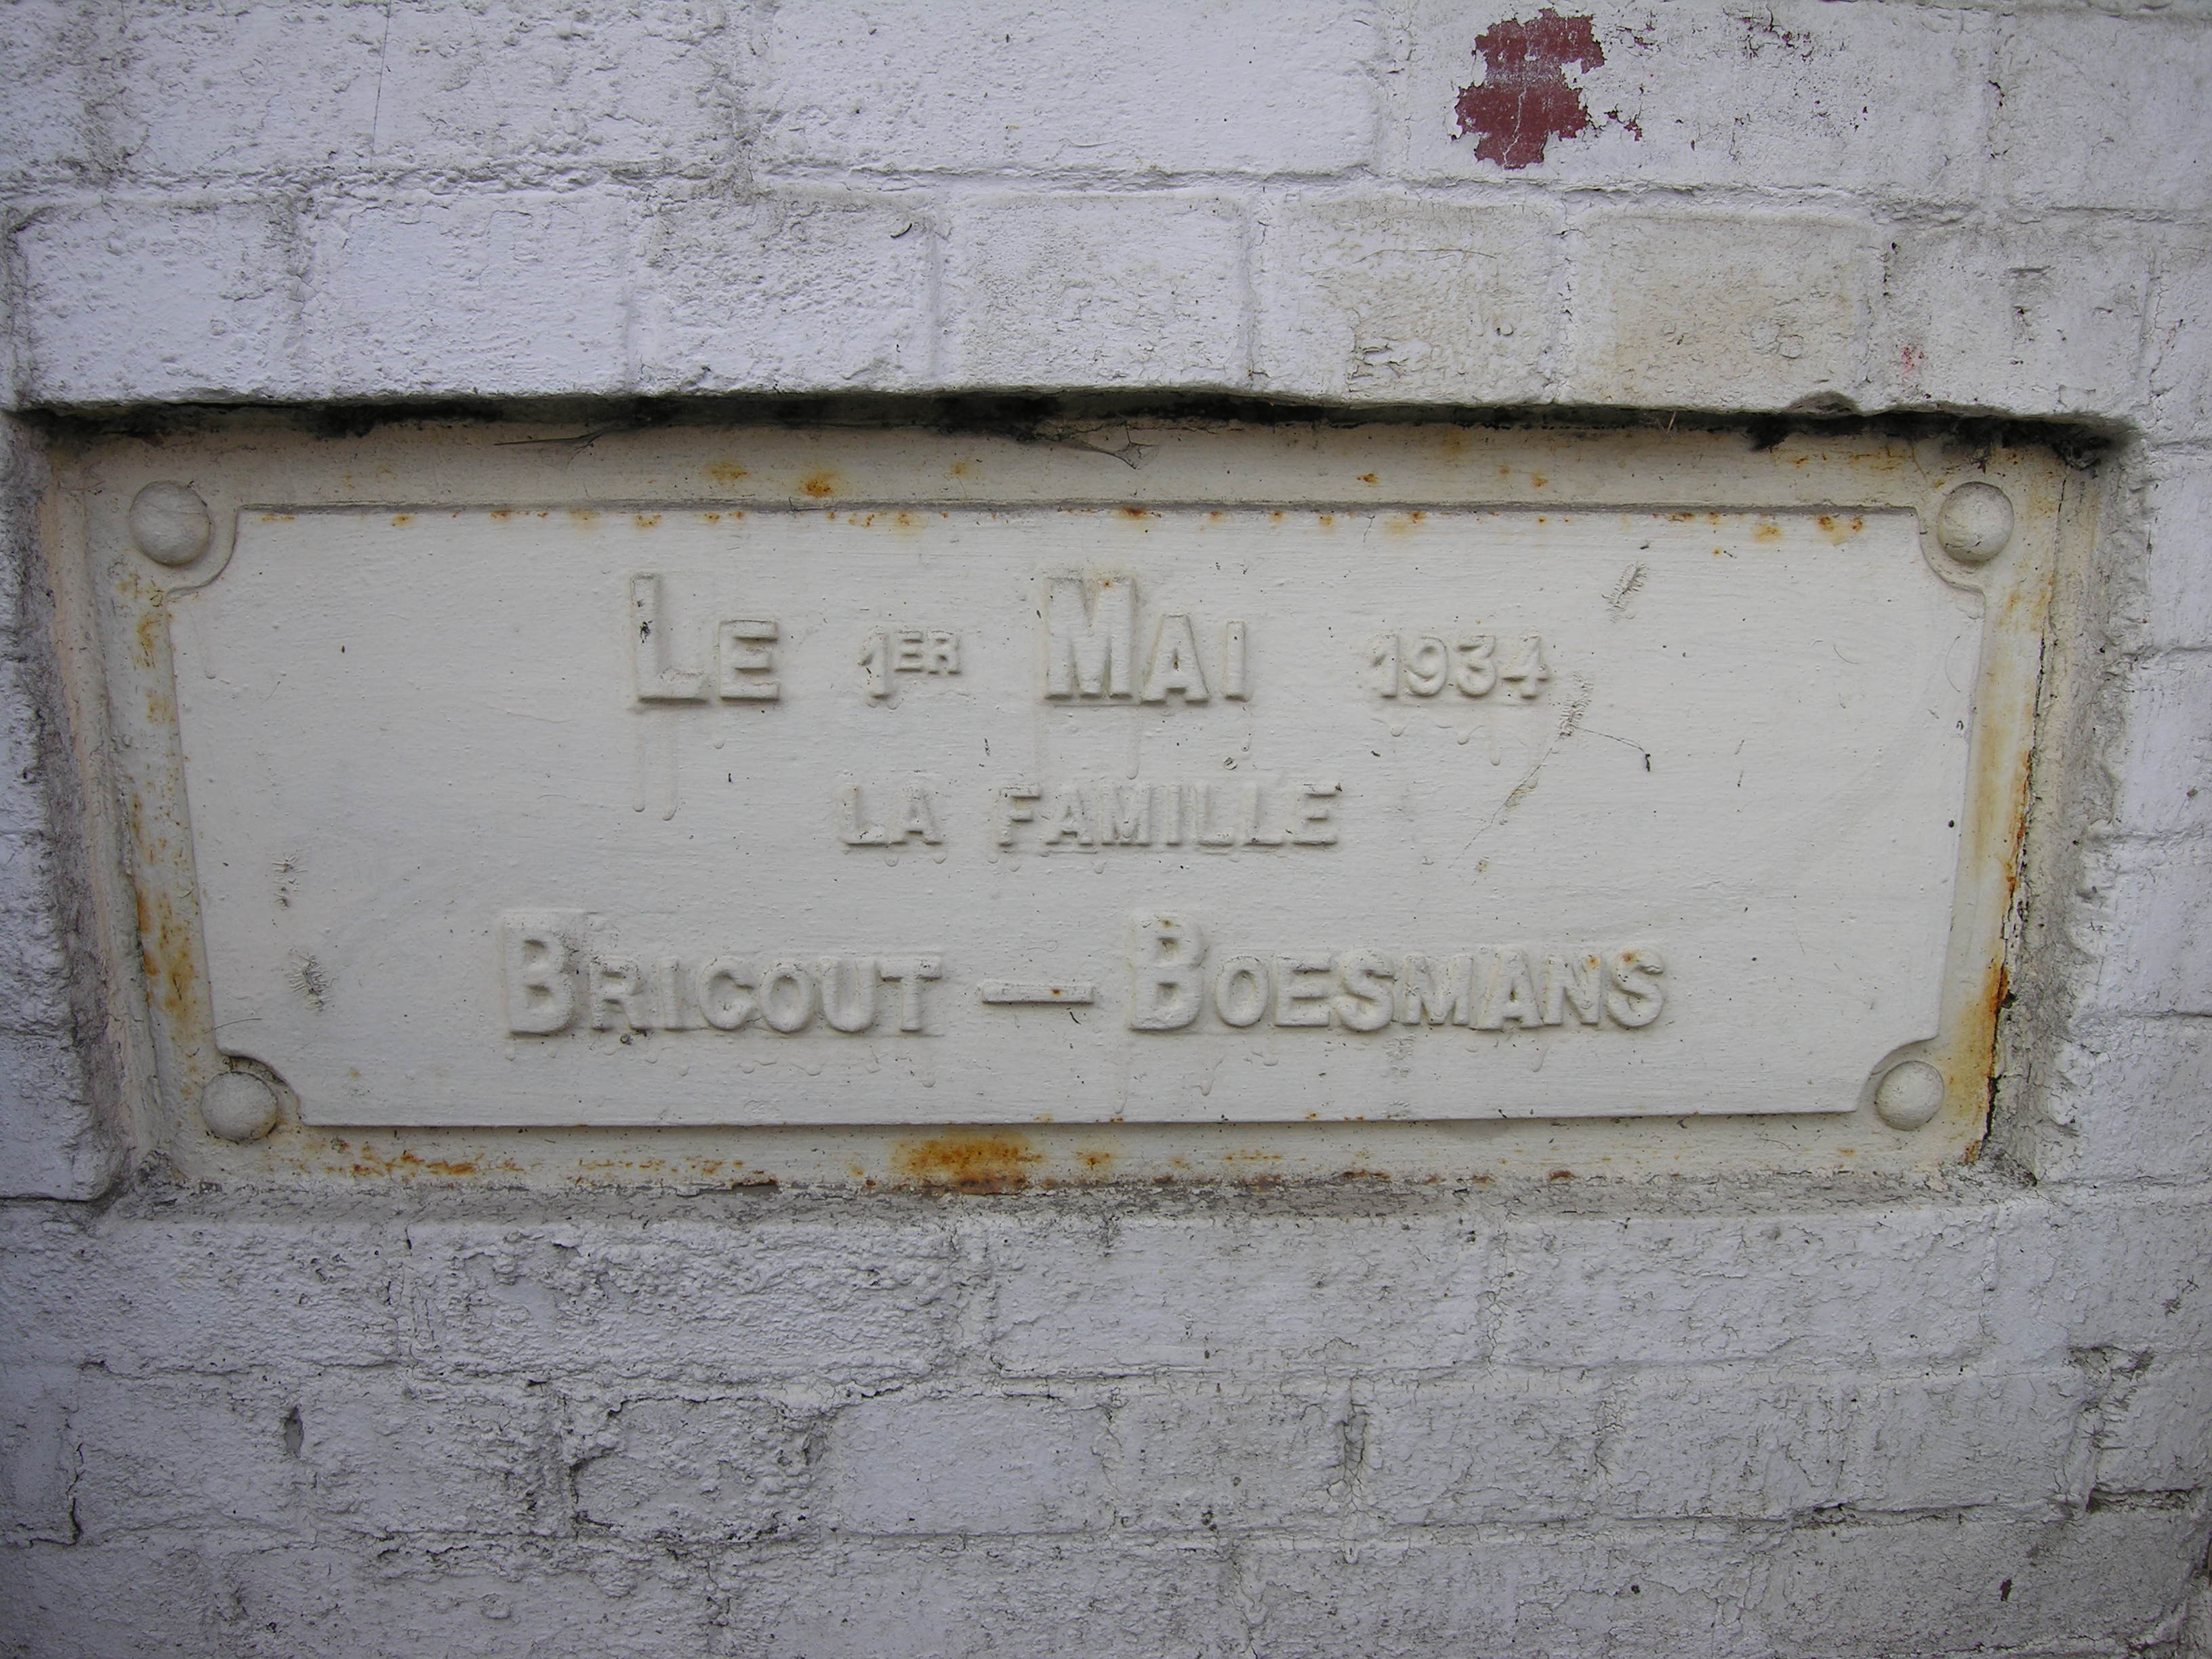 LE 1ER MAI 1934
LA FAMILLE
BRICOUT — BOESMANS